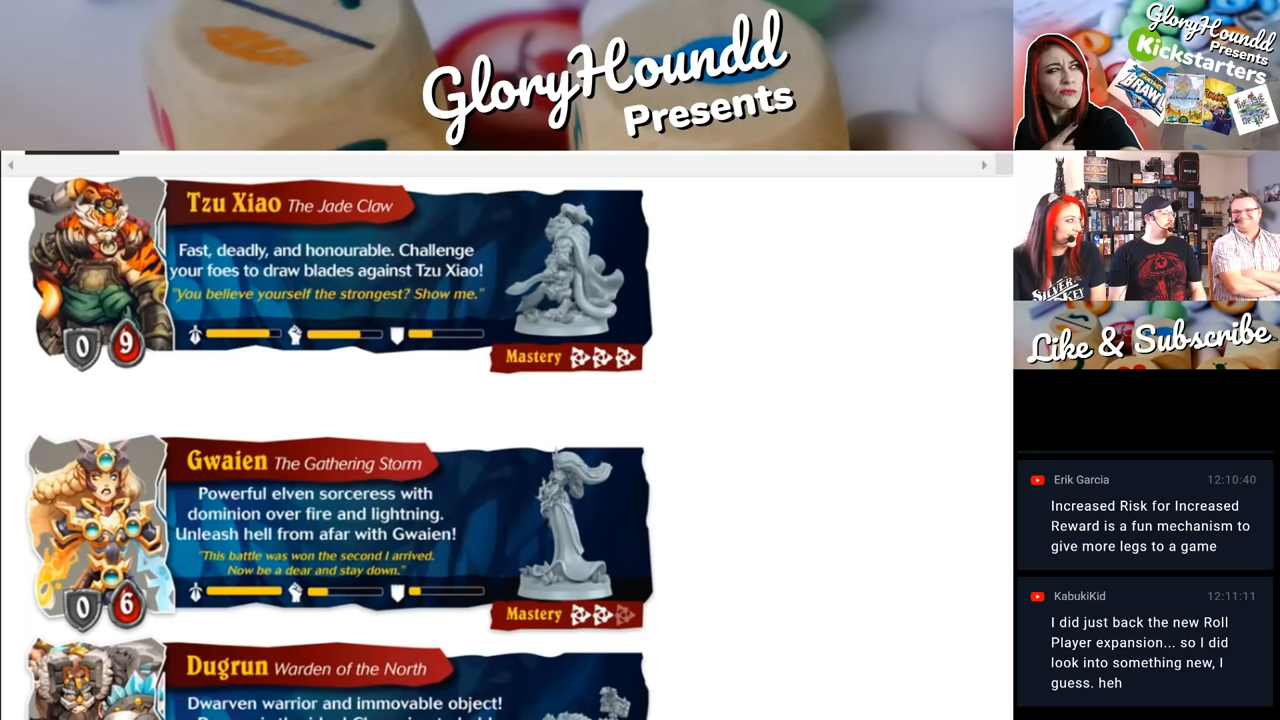 GloryHoundd
Presents
GloryHoundd
Presents
Kickstarters
BRAWL
Tzu Xiao The Jade Claw
Fast, deadly, and honourable. Challenge
your foes to draw blades against Tzu Xiao!
"You believe yourself the strongest? Show me."
0 9
Mastery
Gwaien The Gathering Storm
Powerful elven sorceress with
dominion over fire and lightning.
Unleash hell from afar with Gwaien!
"This battle was won the second I arrived.
Now be a dear and stay down."
0 6
Mastery
Dugrun Warden of the North
Dwarven warrior and immovable object!
SILVER
Like & Subscribe
Erik Garcia 12:10:40
Increased Risk for Increased
Reward is a fun mechanism to
give more legs to a game
KabukiKid 12:11:11
I did just back the new Roll
Player expansion... so I did
look into something new, I
guess. heh